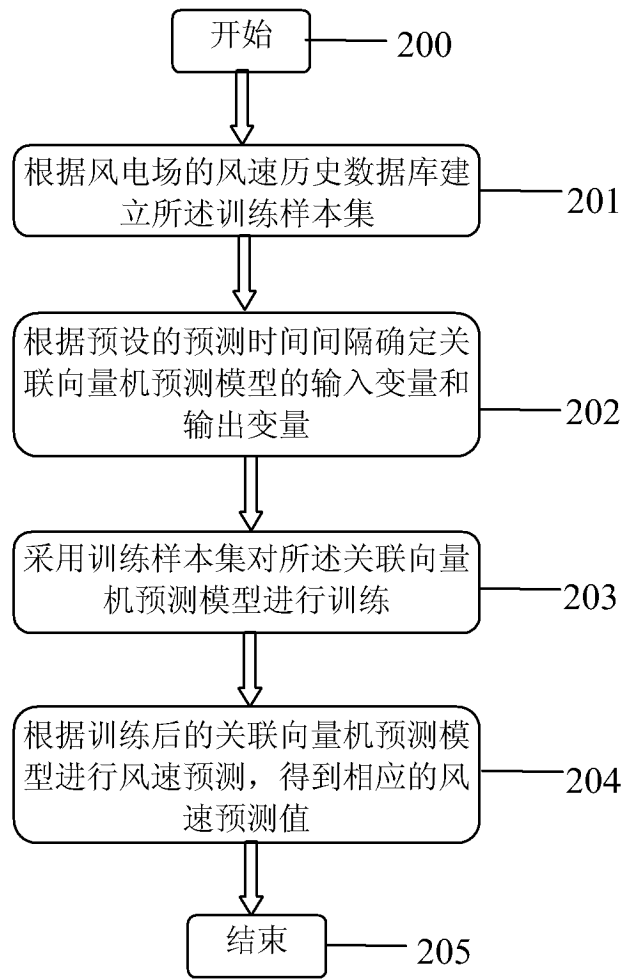 开始
200
根据风电场的风速历史数据库建
立所述训练样本集
201
根据预设的预测时间间隔确定关
联向量机预测模型的输入变量和
输出变量
202
采用训练样本集对所述关联向量
机预测模型进行训练
203
根据训练后的关联向量机预测模
型进行风速预测，得到相应的风
速预测值
204
结束
205